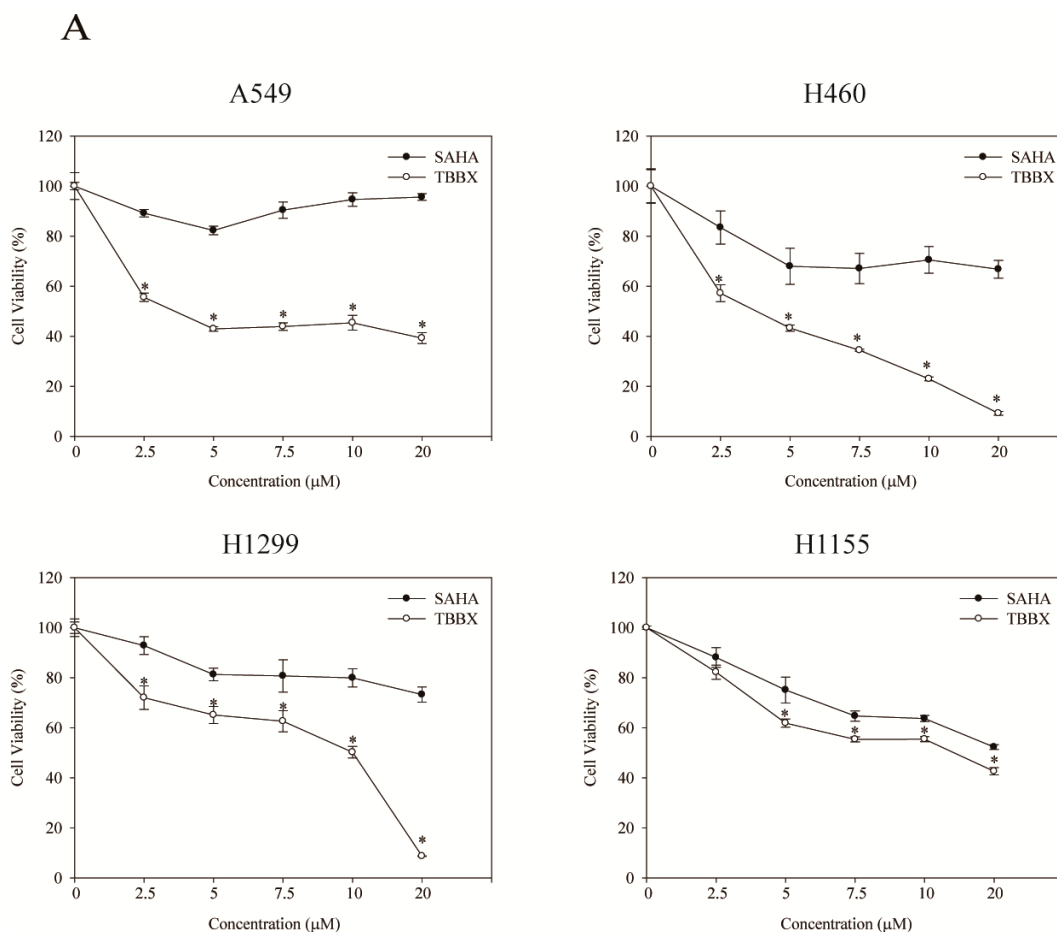 A
A549
120
100
80
60
40
20
0
Cell Viability (%)
SAHA
TBBX
*
*
*
*
*
0 2.5 5 7.5 10 20
Concentration (μM)
H460
120
100
80
60
40
20
0
Cell Viability (%)
SAHA
TBBX
*
*
*
*
*
0 2.5 5 7.5 10 20
Concentration (μM)
H1299
120
100
80
60
40
20
0
Cell Viability (%)
SAHA
TBBX
*
*
*
*
*
0 2.5 5 7.5 10 20
Concentration (μM)
H1155
120
100
80
60
40
20
0
Cell Viability (%)
SAHA
TBBX
*
*
*
*
0 2.5 5 7.5 10 20
Concentration (μM)